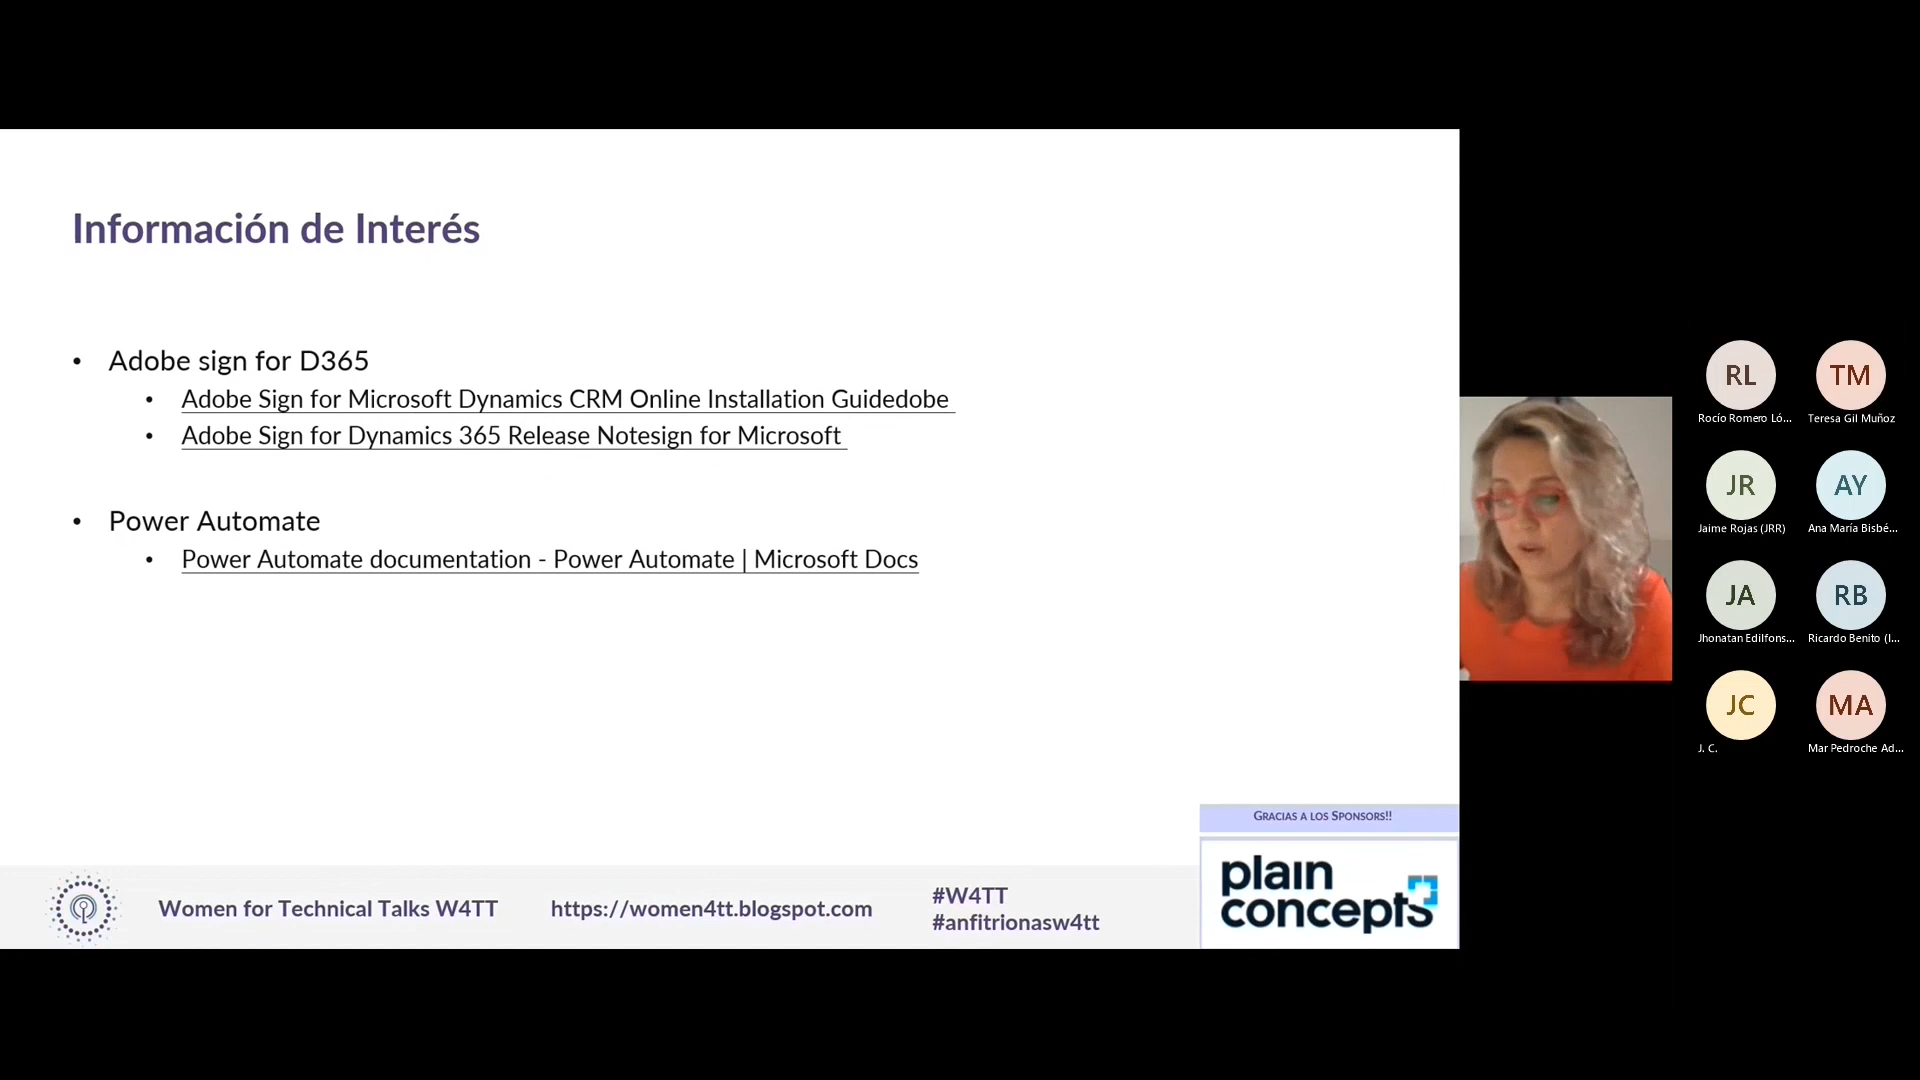 Información de Interés
• Adobe sign for D365
• Adobe Sign for Microsoft Dynamics CRM Online Installation Guidedobe
• Adobe Sign for Dynamics 365 Release Notesign for Microsoft
• Power Automate
• Power Automate documentation - Power Automate | Microsoft Docs
GRACIAS A LOS SPONSORS!!
plain
concepts
Women for Technical Talks W4TT
https://women4tt.blogspot.com
#W4TT
#anfitrionasw4tt
RL
TM
Rocío Romero Ló...
Teresa Gil Muñoz
JR
AY
Jaime Rojas (JRR)
Ana María Bisbé...
JA
RB
Jhonatan Edilfons...
Ricardo Benito (I...
JC
MA
J. C.
Mar Pedroche Ad...